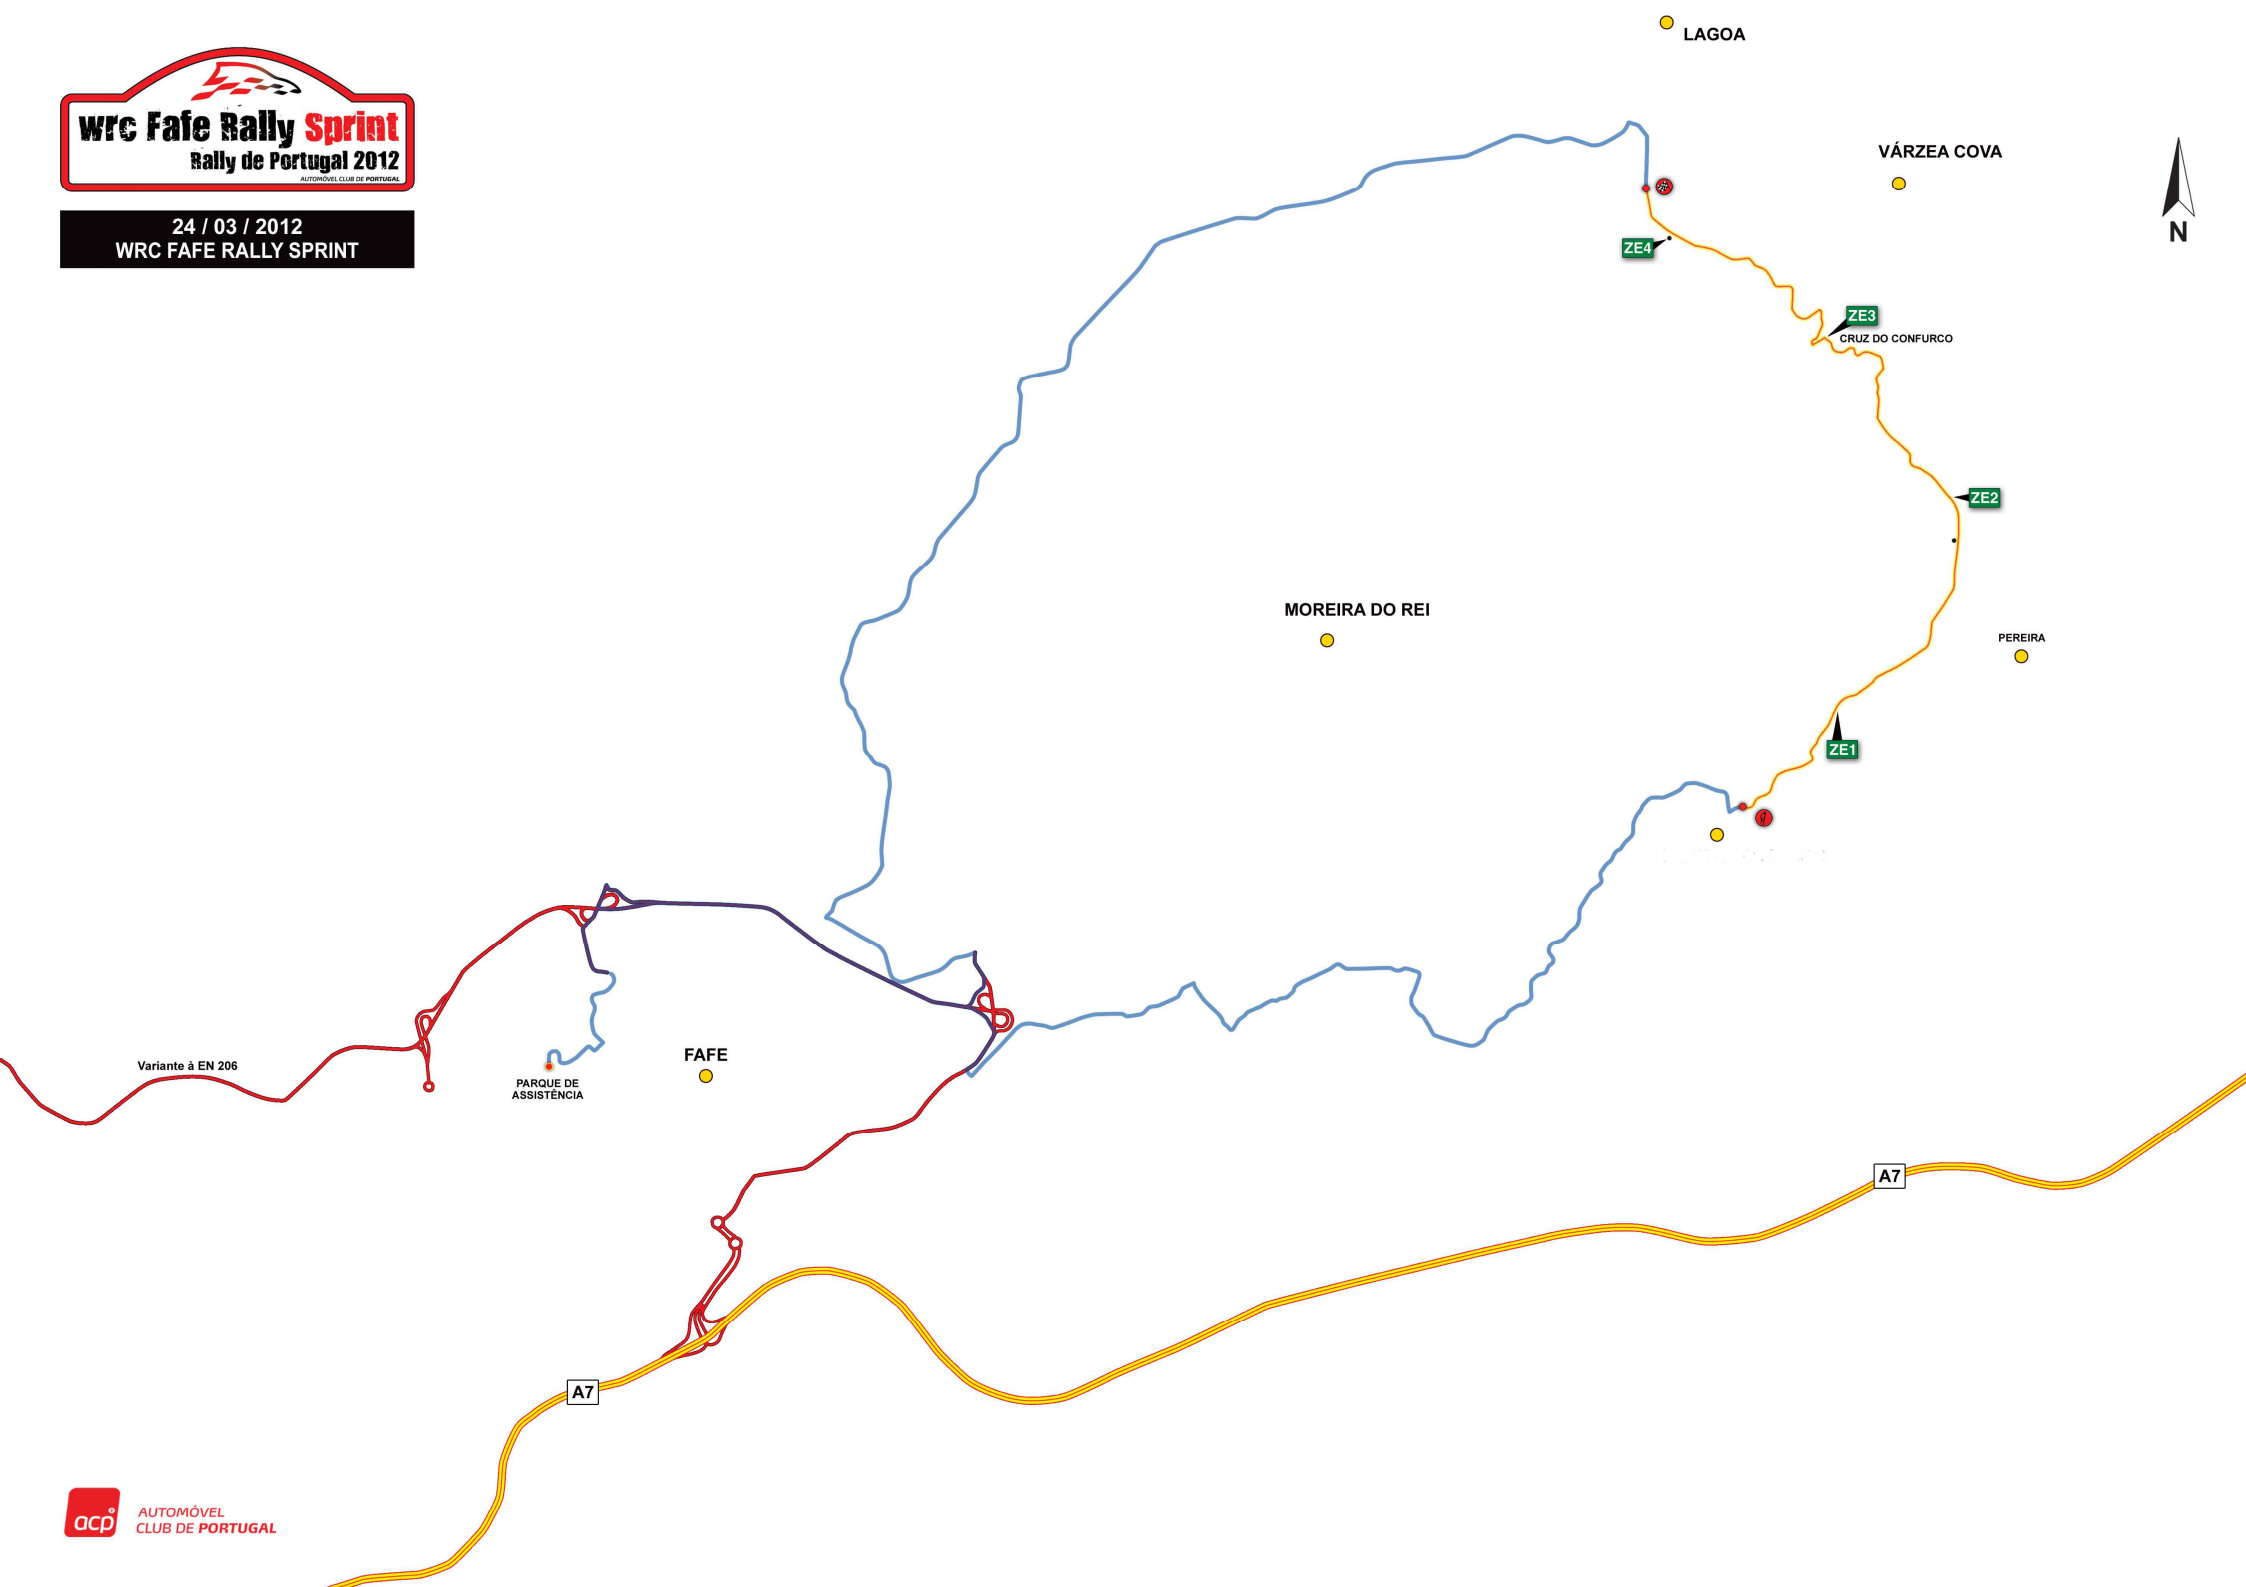 wrc Fafe Rally Sprint
Rally de Portugal 2012
AUTOMÓVEL CLUB DE PORTUGAL
24 / 03 / 2012
WRC FAFE RALLY SPRINT
LAGOA
VÁRZEA COVA
N
ZE4
ZE3
CRUZ DO CONFURCO
ZE2
MOREIRA DO REI
PEREIRA
ZE1
Variante à EN 206
PARQUE DE
ASSISTÊNCIA
FAFE
A7
A7
acp
AUTOMÓVEL
CLUB DE PORTUGAL